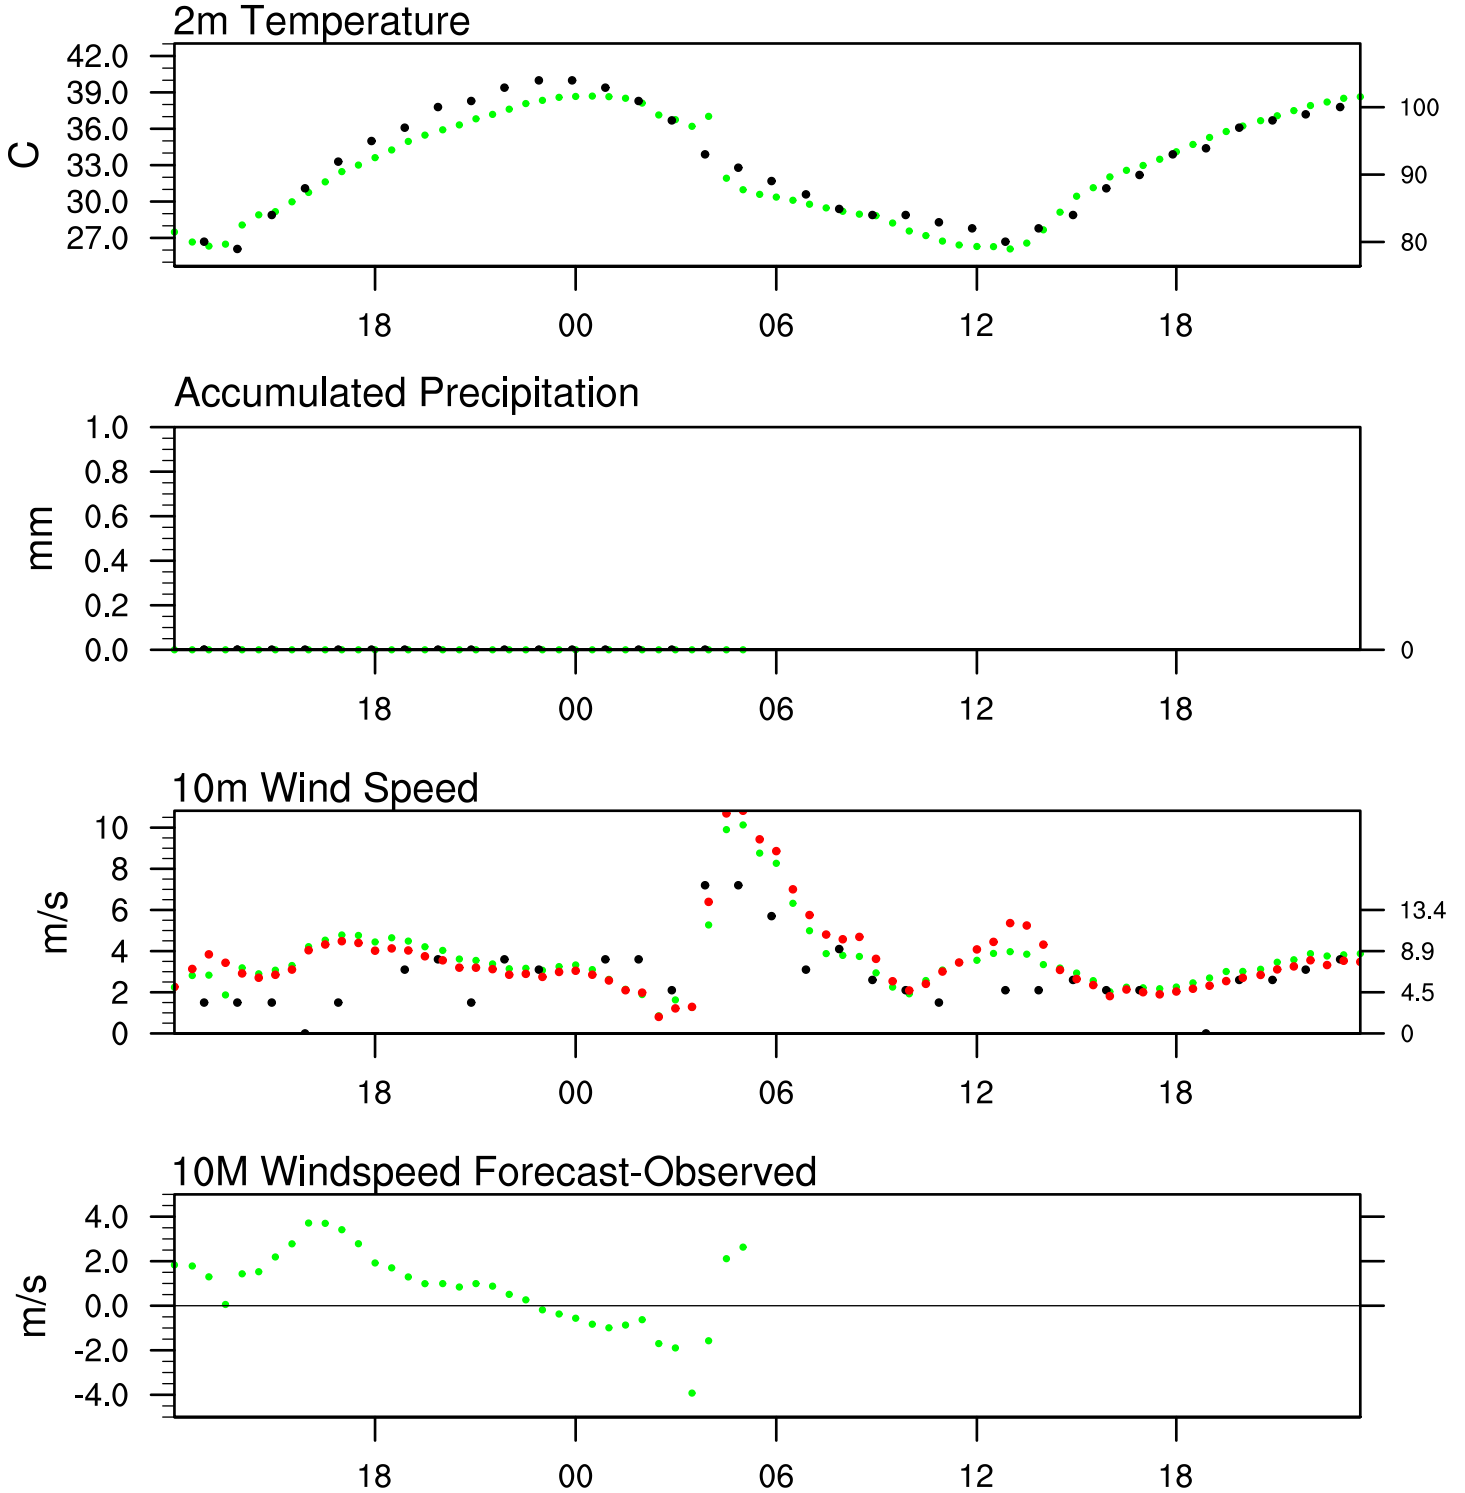 2m Temperature
42.0
39.0
36.0
33.0
30.0
27.0
C
100
90
80
18 00 06 12 18
Accumulated Precipitation
1.0
0.8
0.6
0.4
0.2
0.0
mm
0
18 00 06 12 18
10m Wind Speed
10
8
6
4
2
0
m/s
13.4
8.9
4.5
0
18 00 06 12 18
10M Windspeed Forecast-Observed
4.0
2.0
0.0
-2.0
-4.0
m/s
18 00 06 12 18